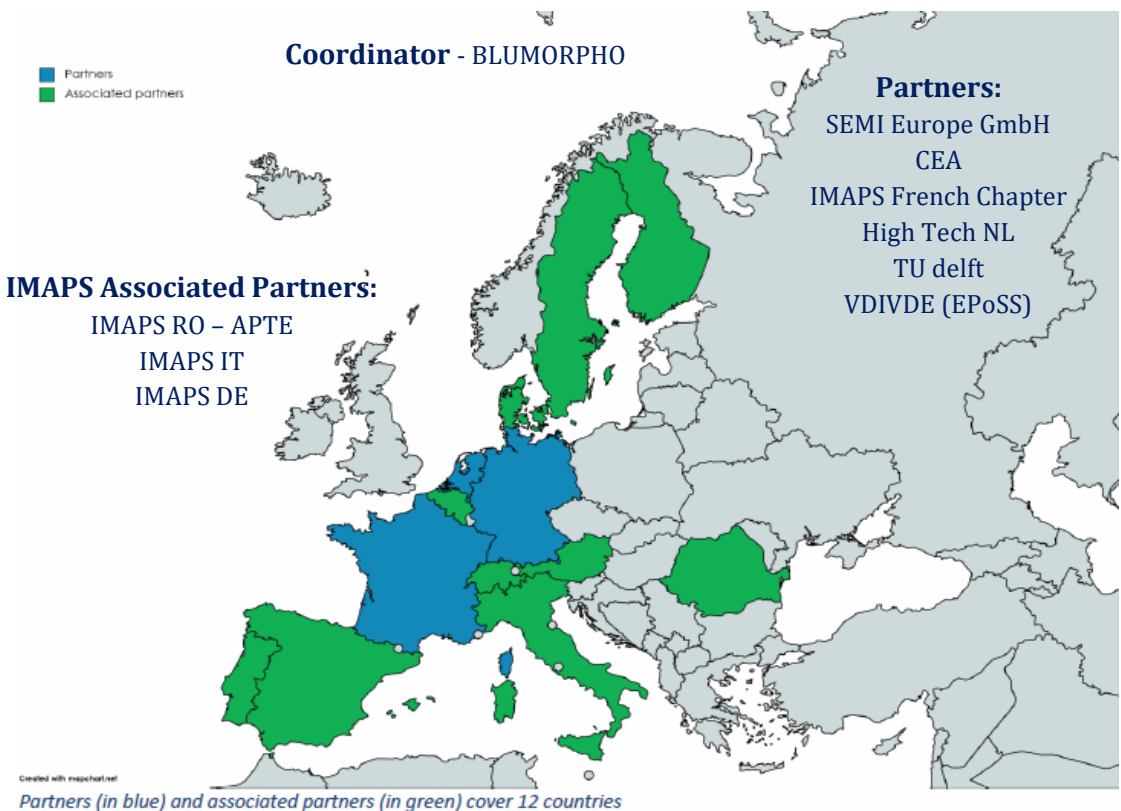 Coordinator - BLUMORPHO
Partners
Associated partners
Partners:
SEMI Europe GmbH
CEA
IMAPS French Chapter
High Tech NL
TU delft
VDIVDE (EPoSS)
IMAPS Associated Partners:
IMAPS RO – APTE
IMAPS IT
IMAPS DE
Created with mapchart.net
Partners (in blue) and associated partners (in green) cover 12 countries